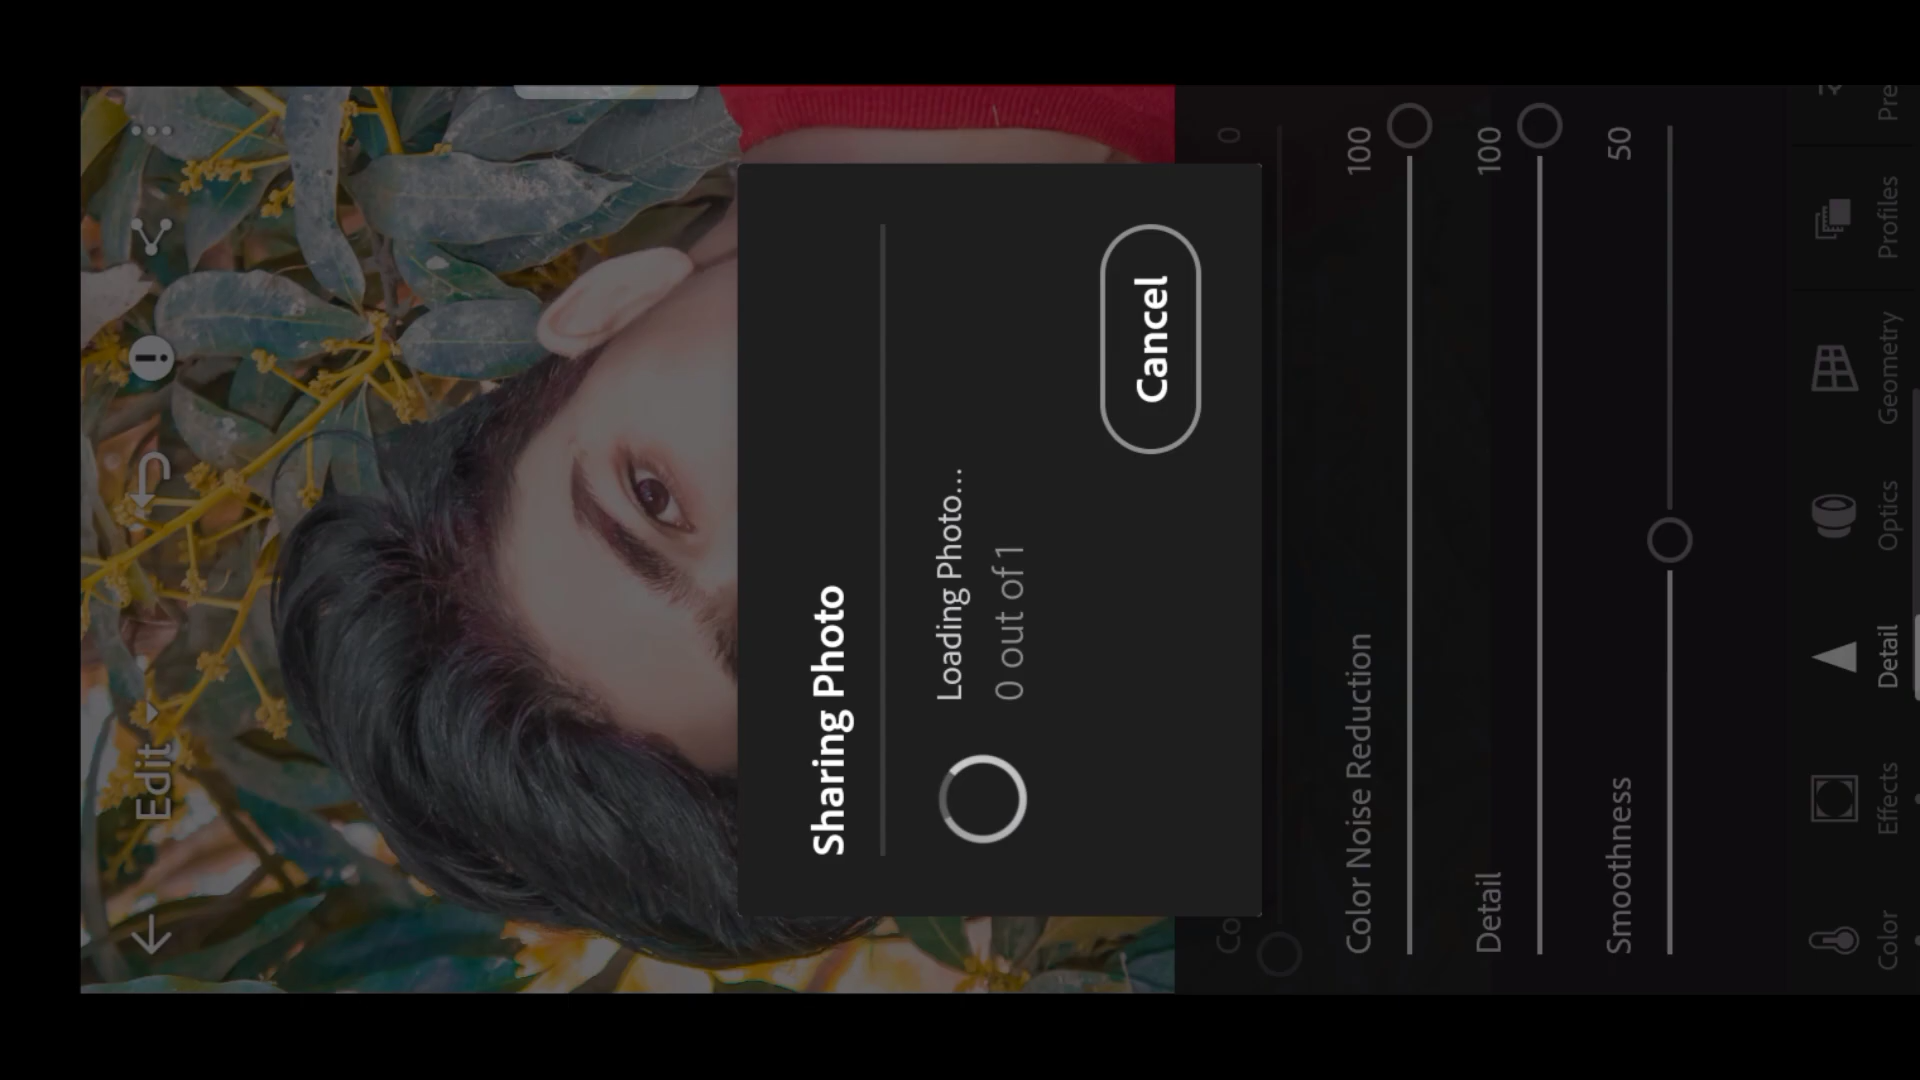 Edit
Sharing Photo
Loading Photo...
0 out of 1
Cancel
Co 0
Color Noise Reduction 100
Detail 100
Smoothness 50
Color
Effects
Detail
Optics
Geometry
Profiles
Pre